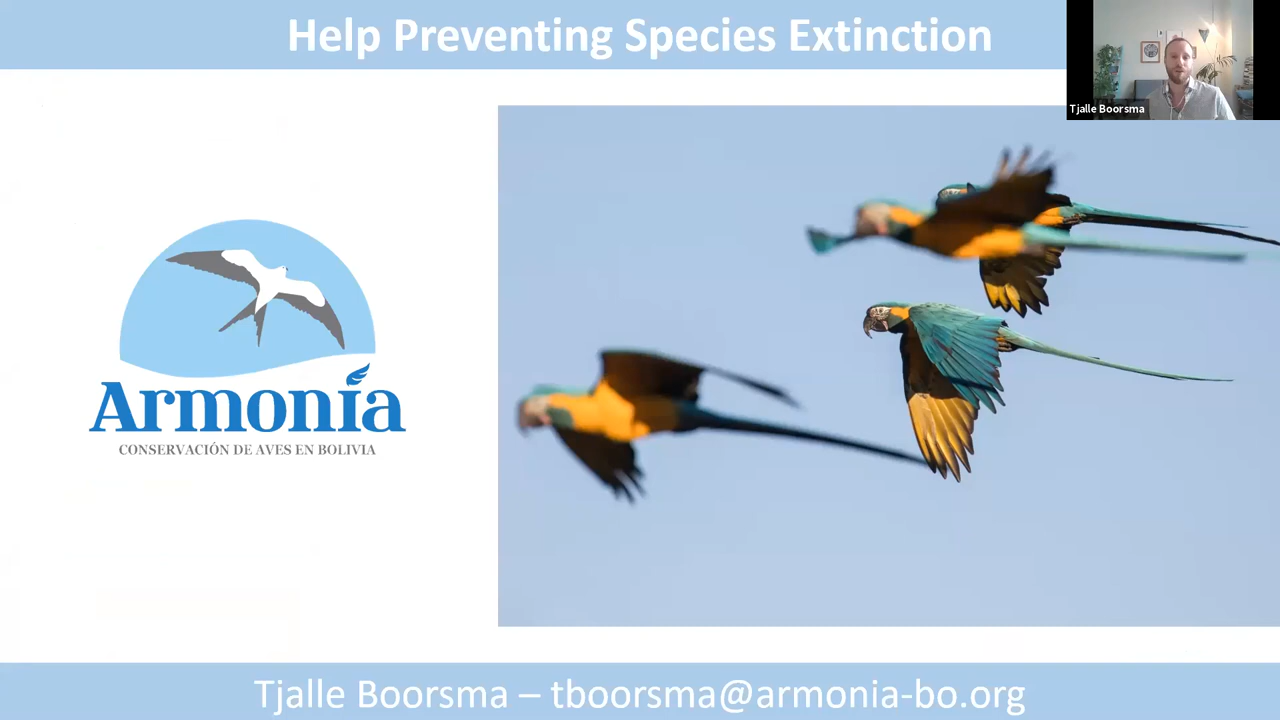 Help Preventing Species Extinction
Tjalle Boorsma
Armonía
CONSERVACIÓN DE AVES EN BOLIVIA
Tjalle Boorsma – tboorsma@armonia-bo.org